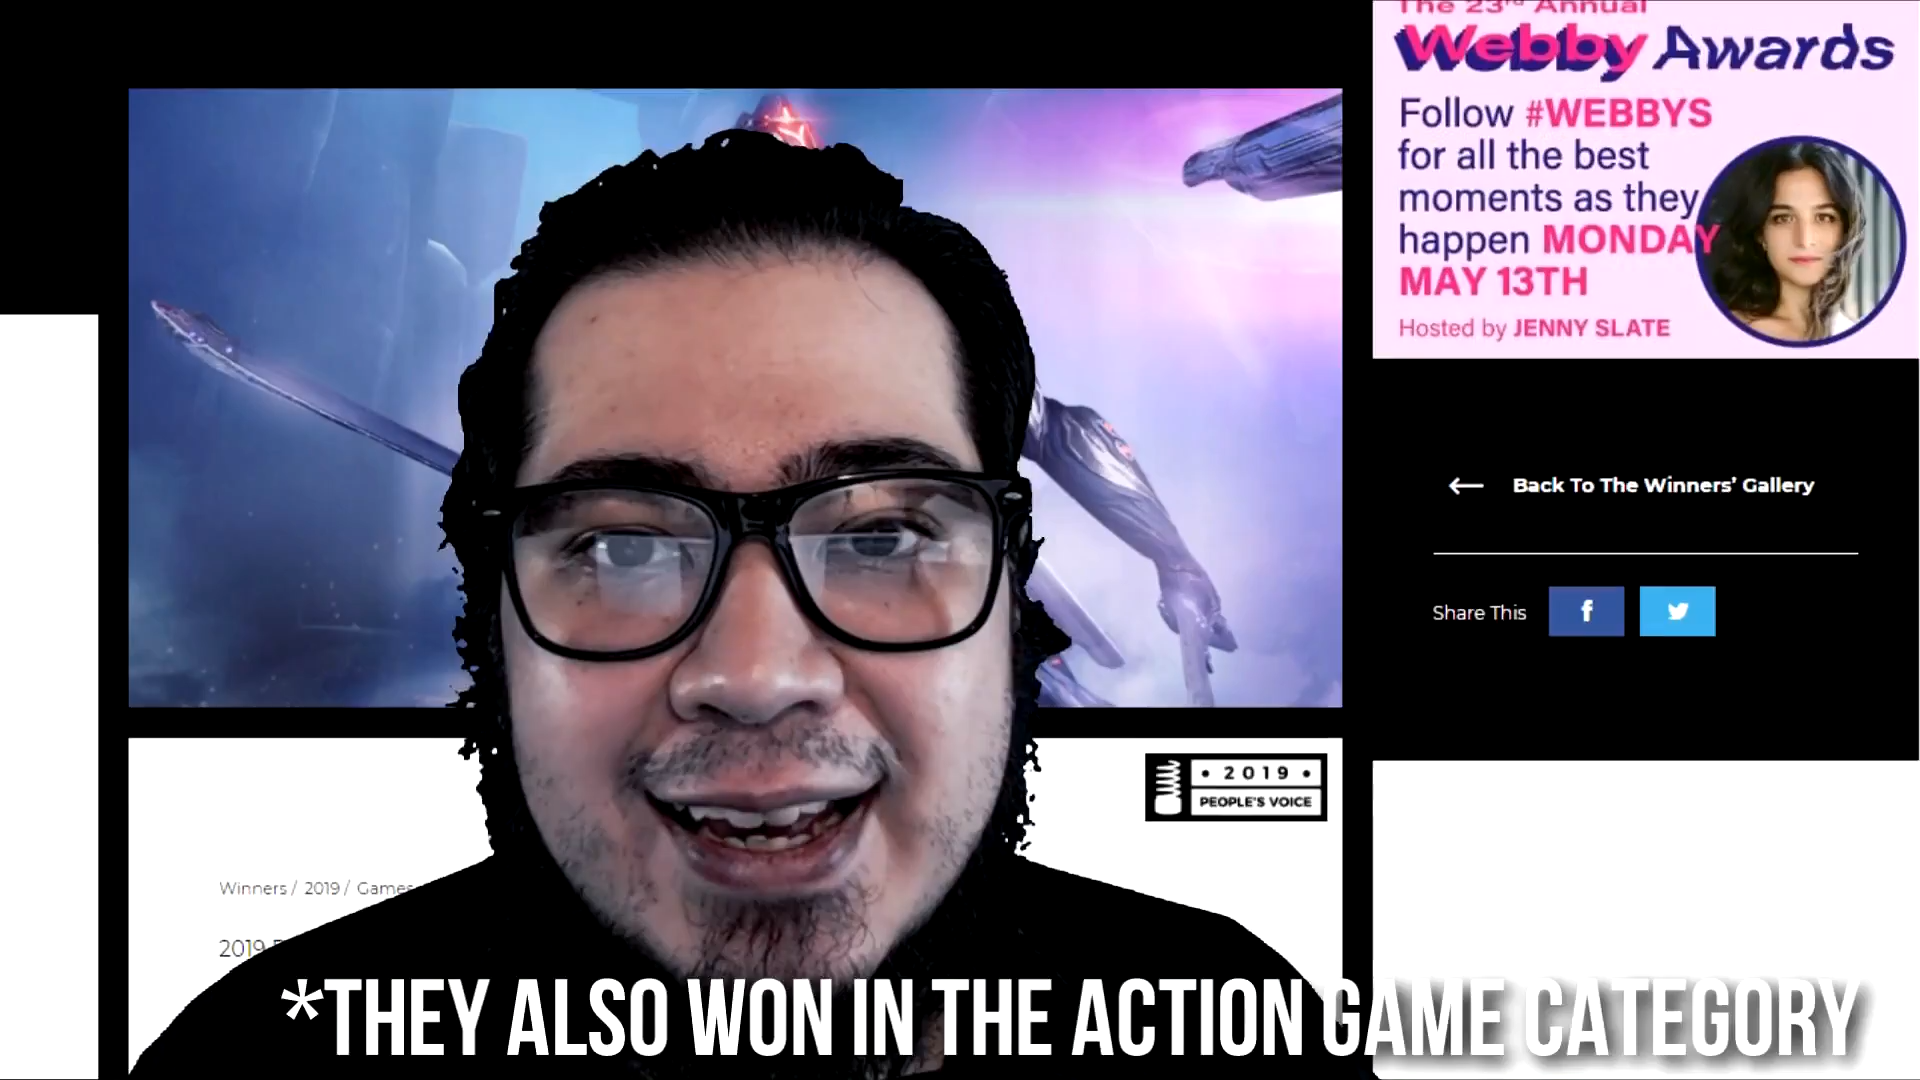 The 23rd Annual
Webby Awards
Follow #WEBBYS
for all the best
moments as they
happen MONDAY
MAY 13TH
Hosted by JENNY SLATE
Back To The Winners' Gallery
Share This
• 2019 •
PEOPLE'S VOICE
Winners / 2019 / Games
2019
*THEY ALSO WON IN THE ACTION GAME CATEGORY